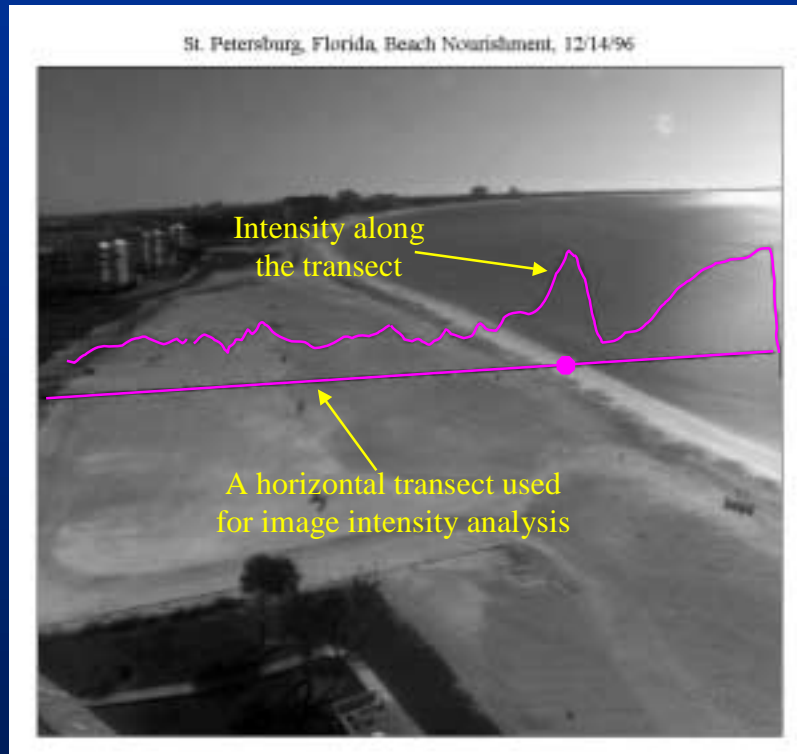 St. Petersburg, Florida, Beach Nourishment, 12/14/96
Intensity along
the transect
A horizontal transect used
for image intensity analysis